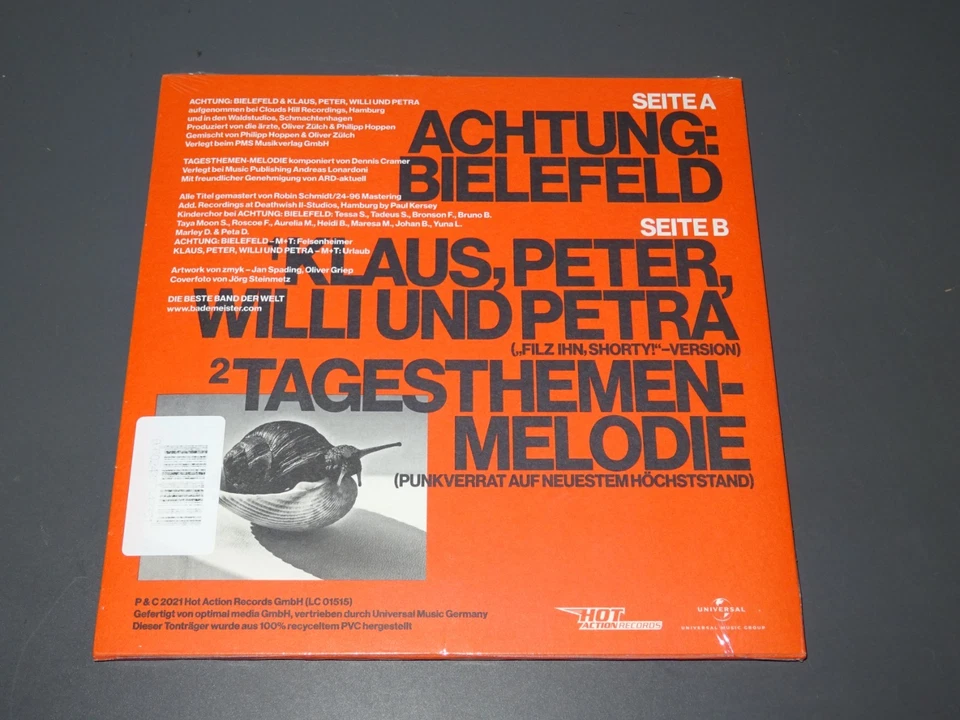 ACHTUNG: BIELEFELD & KLAUS, PETER, WILLI UND PETRA
aufgenommen bei Clouds Hill Recordings, Hamburg
und in den Waldstudios, Schmachtenhagen
Produziert von die ärzte, Oliver Zülch & Philipp Hoppen
Gemischt von Philipp Hoppen & Oliver Zülch
Verlegt beim PMS Musikverlag GmbH
TAGESTHEMEN-MELODIE komponiert von Dennis Cramer
Verlegt bei Music Publishing Andreas Lonardoni
Mit freundlicher Genehmigung von ARD-aktuell
Alle Titel gemastert von Robin Schmidt/24-96 Mastering
Add. Recordings at Deathwish II-Studios, Hamburg by Paul Kersey
Kinderchor bei ACHTUNG: BIELEFELD: Tessa S., Tadeus S., Bronson F., Bruno B.
Taya Moon S., Roscoe F., Aurelia M., Heidi B., Maresa M., Johan B., Yuna L.
Marley D. & Peta D.
ACHTUNG: BIELEFELD – M+T: Felsenheimer
KLAUS, PETER, WILLI UND PETRA – M+T: Urlaub
Artwork von zmyk – Jan Spading, Oliver Griep
Coverfoto von Jörg Steinmetz
DIE BESTE BAND DER WELT
www.bademeister.com
SEITE A
ACHTUNG:
BIELEFELD
SEITE B
¹KLAUS, PETER,
WILLI UND PETRA
(„FILZ IHN, SHORTY!“–VERSION)
²TAGESTHEMEN-
MELODIE
(PUNKVERRAT AUF NEUESTEM HÖCHSTSTAND)
P & C 2021 Hot Action Records GmbH (LC 01515)
Gefertigt von optimal media GmbH, vertrieben durch Universal Music Germany
Dieser Tonträger wurde aus 100% recyceltem PVC hergestellt
HOT
ACTION RECORDS
UNIVERSAL
UNIVERSAL MUSIC GROUP